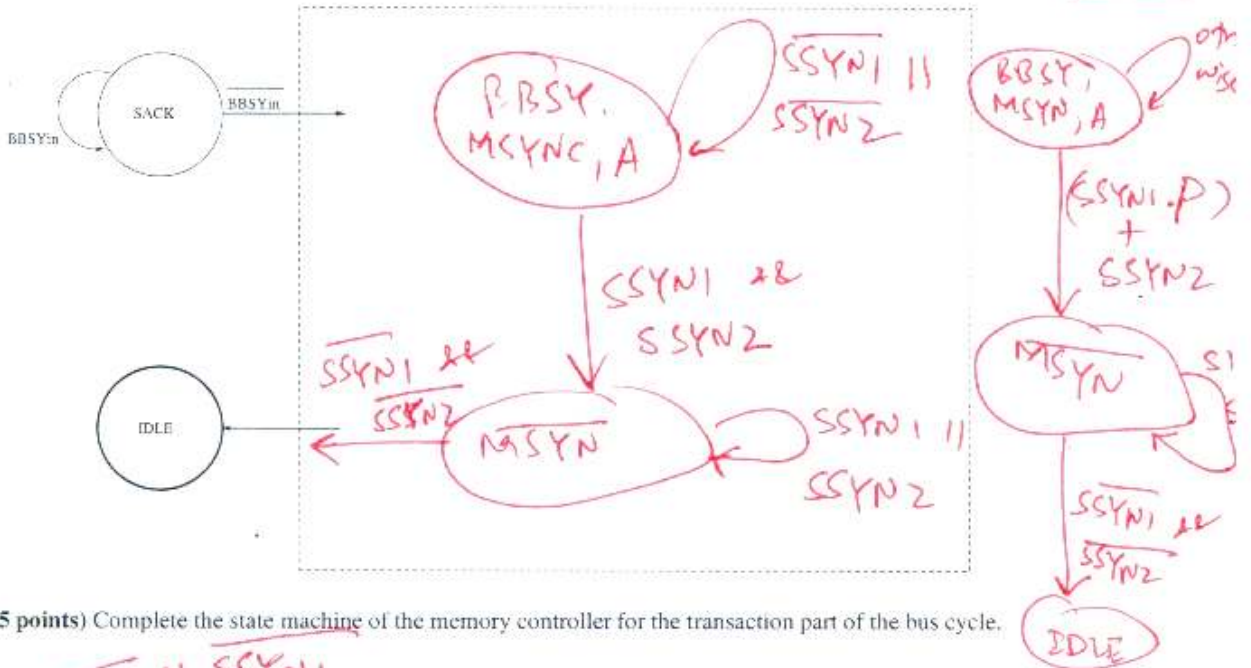 BBSYin
SACK
BBSYin
BBSY,
MSYNC, A
SSYN1 ||
SSYN2
SSYN1 &&
SSYN2
SSYN1 &&
SSYN2
MSYN
SSYN1 ||
SSYN2
IDLE
BBSY,
MSYN, A
wise
(SSYN1.P)
+
SSYN2
MSYN
S1
SSYN1 &&
SSYN2
IDLE
5 points) Complete the state machine of the memory controller for the transaction part of the bus cycle.